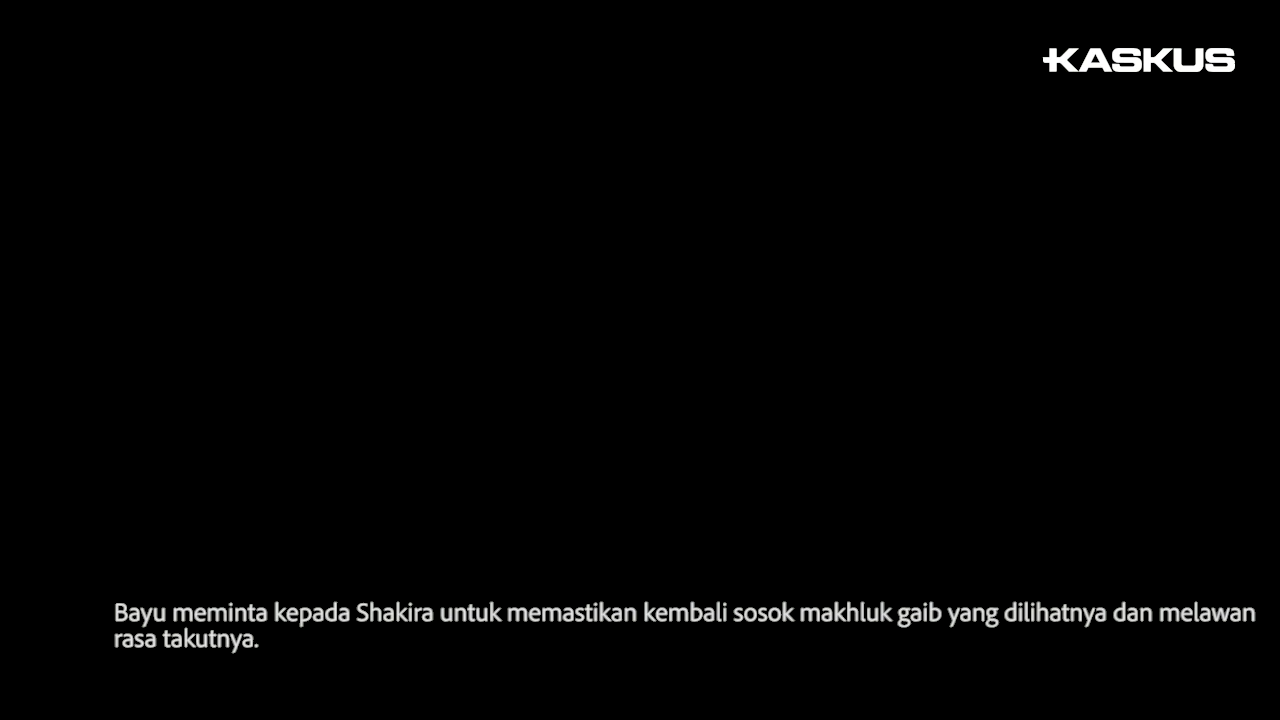 KASKUS
Bayu meminta kepada Shakira untuk memastikan kembali sosok makhluk gaib yang dilihatnya dan melawan
rasa takutnya.